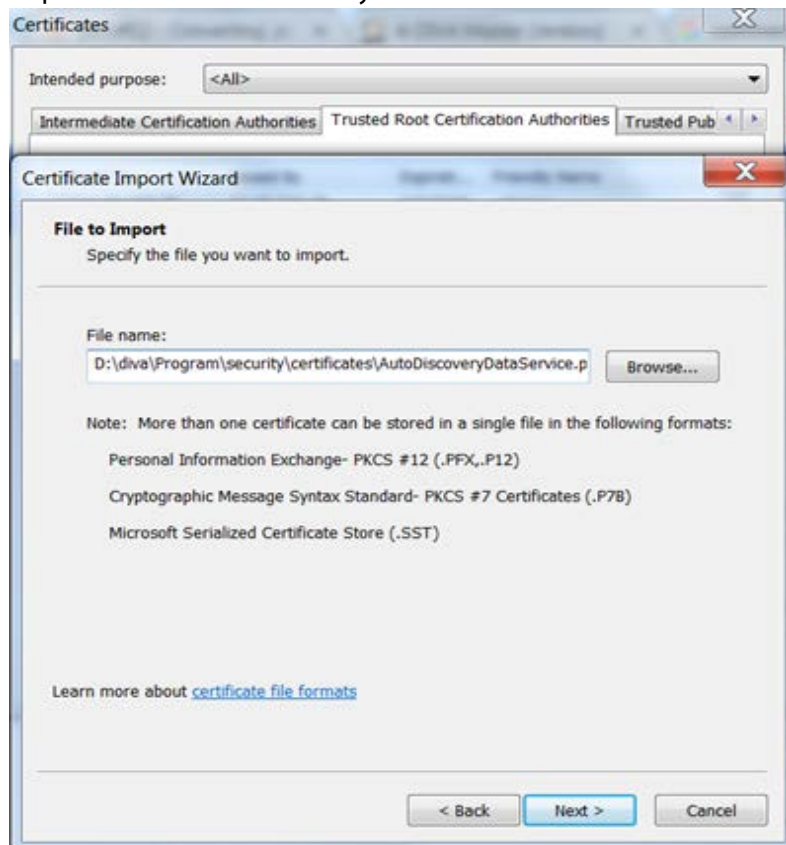 Certificates
Intended purpose: <All>
Intermediate Certification Authorities Trusted Root Certification Authorities Trusted Pub
Certificate Import Wizard
File to Import
Specify the file you want to import.
File name:
D:\diva\Program\security\certificates\AutoDiscoveryDataService.p Browse...
Note: More than one certificate can be stored in a single file in the following formats:
Personal Information Exchange- PKCS #12 (.PFX,.P12)
Cryptographic Message Syntax Standard- PKCS #7 Certificates (.P7B)
Microsoft Serialized Certificate Store (.SST)
Learn more about certificate file formats
< Back Next > Cancel